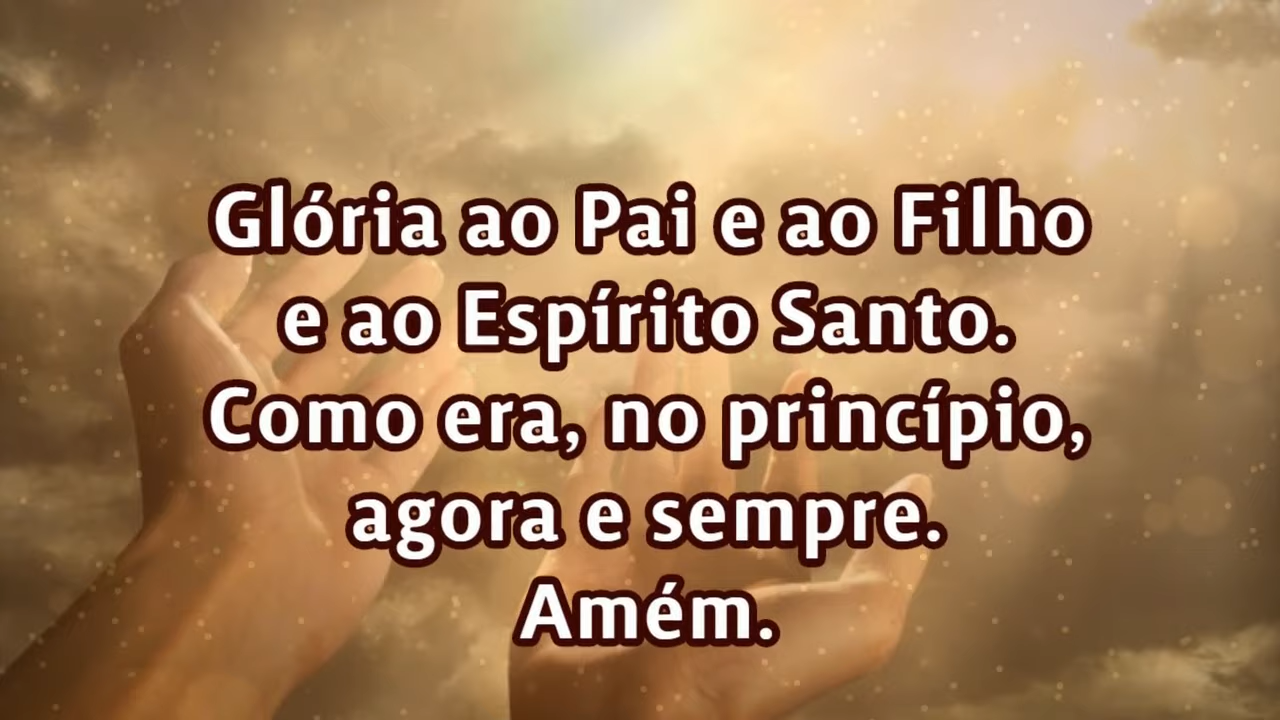 Glória ao Pai e ao Filho
e ao Espírito Santo.
Como era, no princípio,
agora e sempre.
Amém.